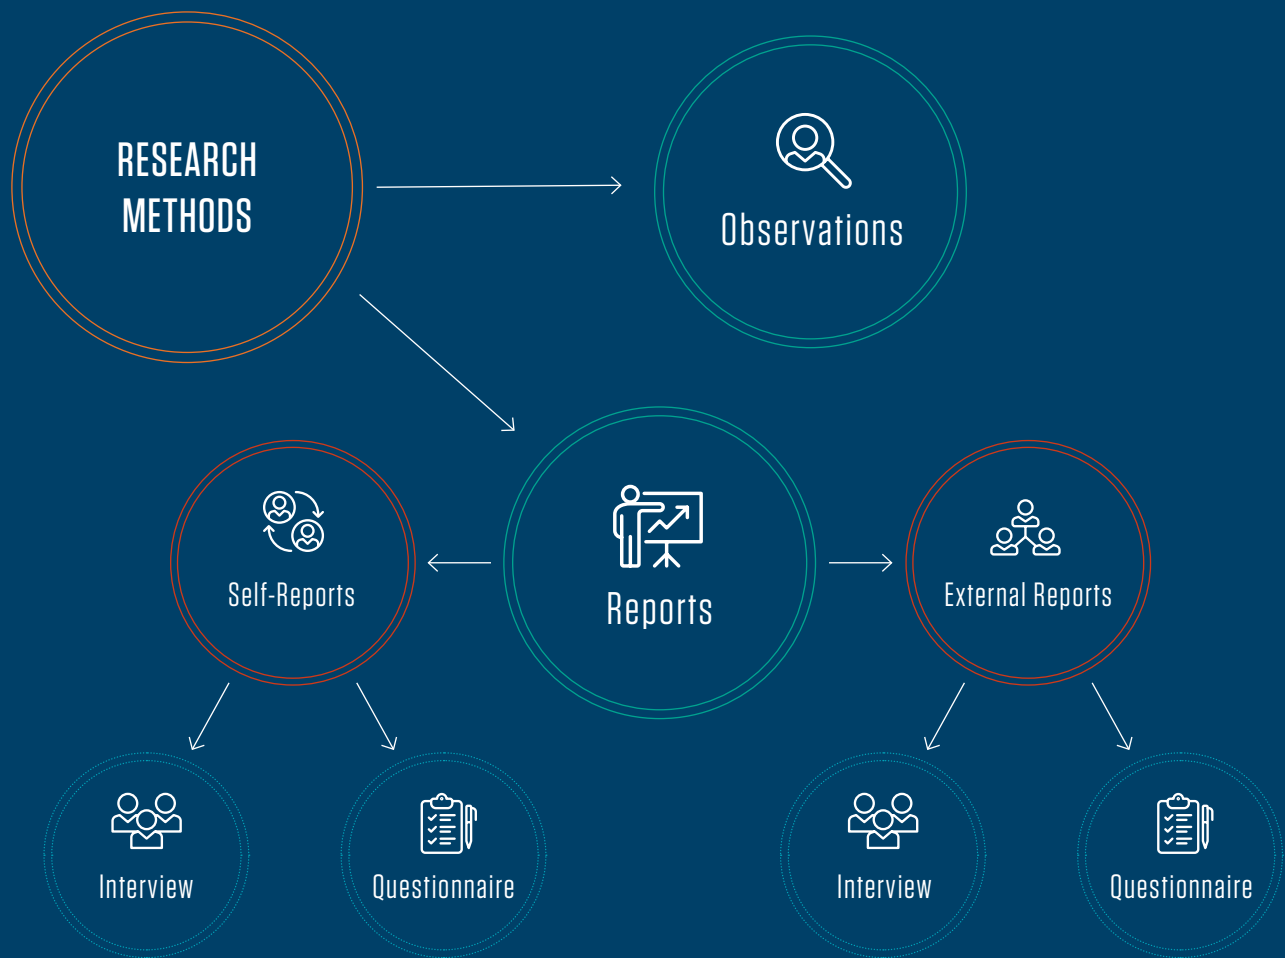 RESEARCH
METHODS
Observations
Self-Reports
Reports
External Reports
Interview
Questionnaire
Interview
Questionnaire